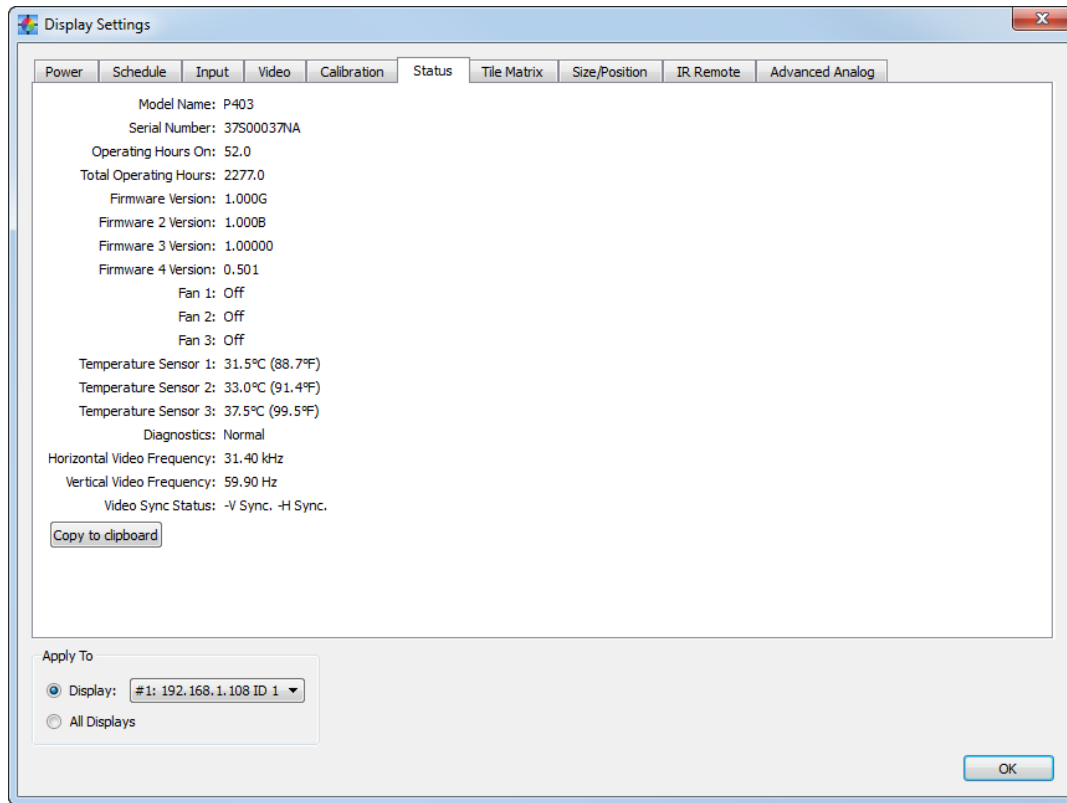 Display Settings
Power Schedule Input Video Calibration Status Tile Matrix Size/Position IR Remote Advanced Analog
Model Name: P403
Serial Number: 37S00037NA
Operating Hours On: 52.0
Total Operating Hours: 2277.0
Firmware Version: 1.000G
Firmware 2 Version: 1.000B
Firmware 3 Version: 1.00000
Firmware 4 Version: 0.501
Fan 1: Off
Fan 2: Off
Fan 3: Off
Temperature Sensor 1: 31.5°C (88.7°F)
Temperature Sensor 2: 33.0°C (91.4°F)
Temperature Sensor 3: 37.5°C (99.5°F)
Diagnostics: Normal
Horizontal Video Frequency: 31.40 kHz
Vertical Video Frequency: 59.90 Hz
Video Sync Status: -V Sync. -H Sync.
Copy to clipboard
Apply To
Display: #1: 192.168.1.108 ID 1
All Displays
OK